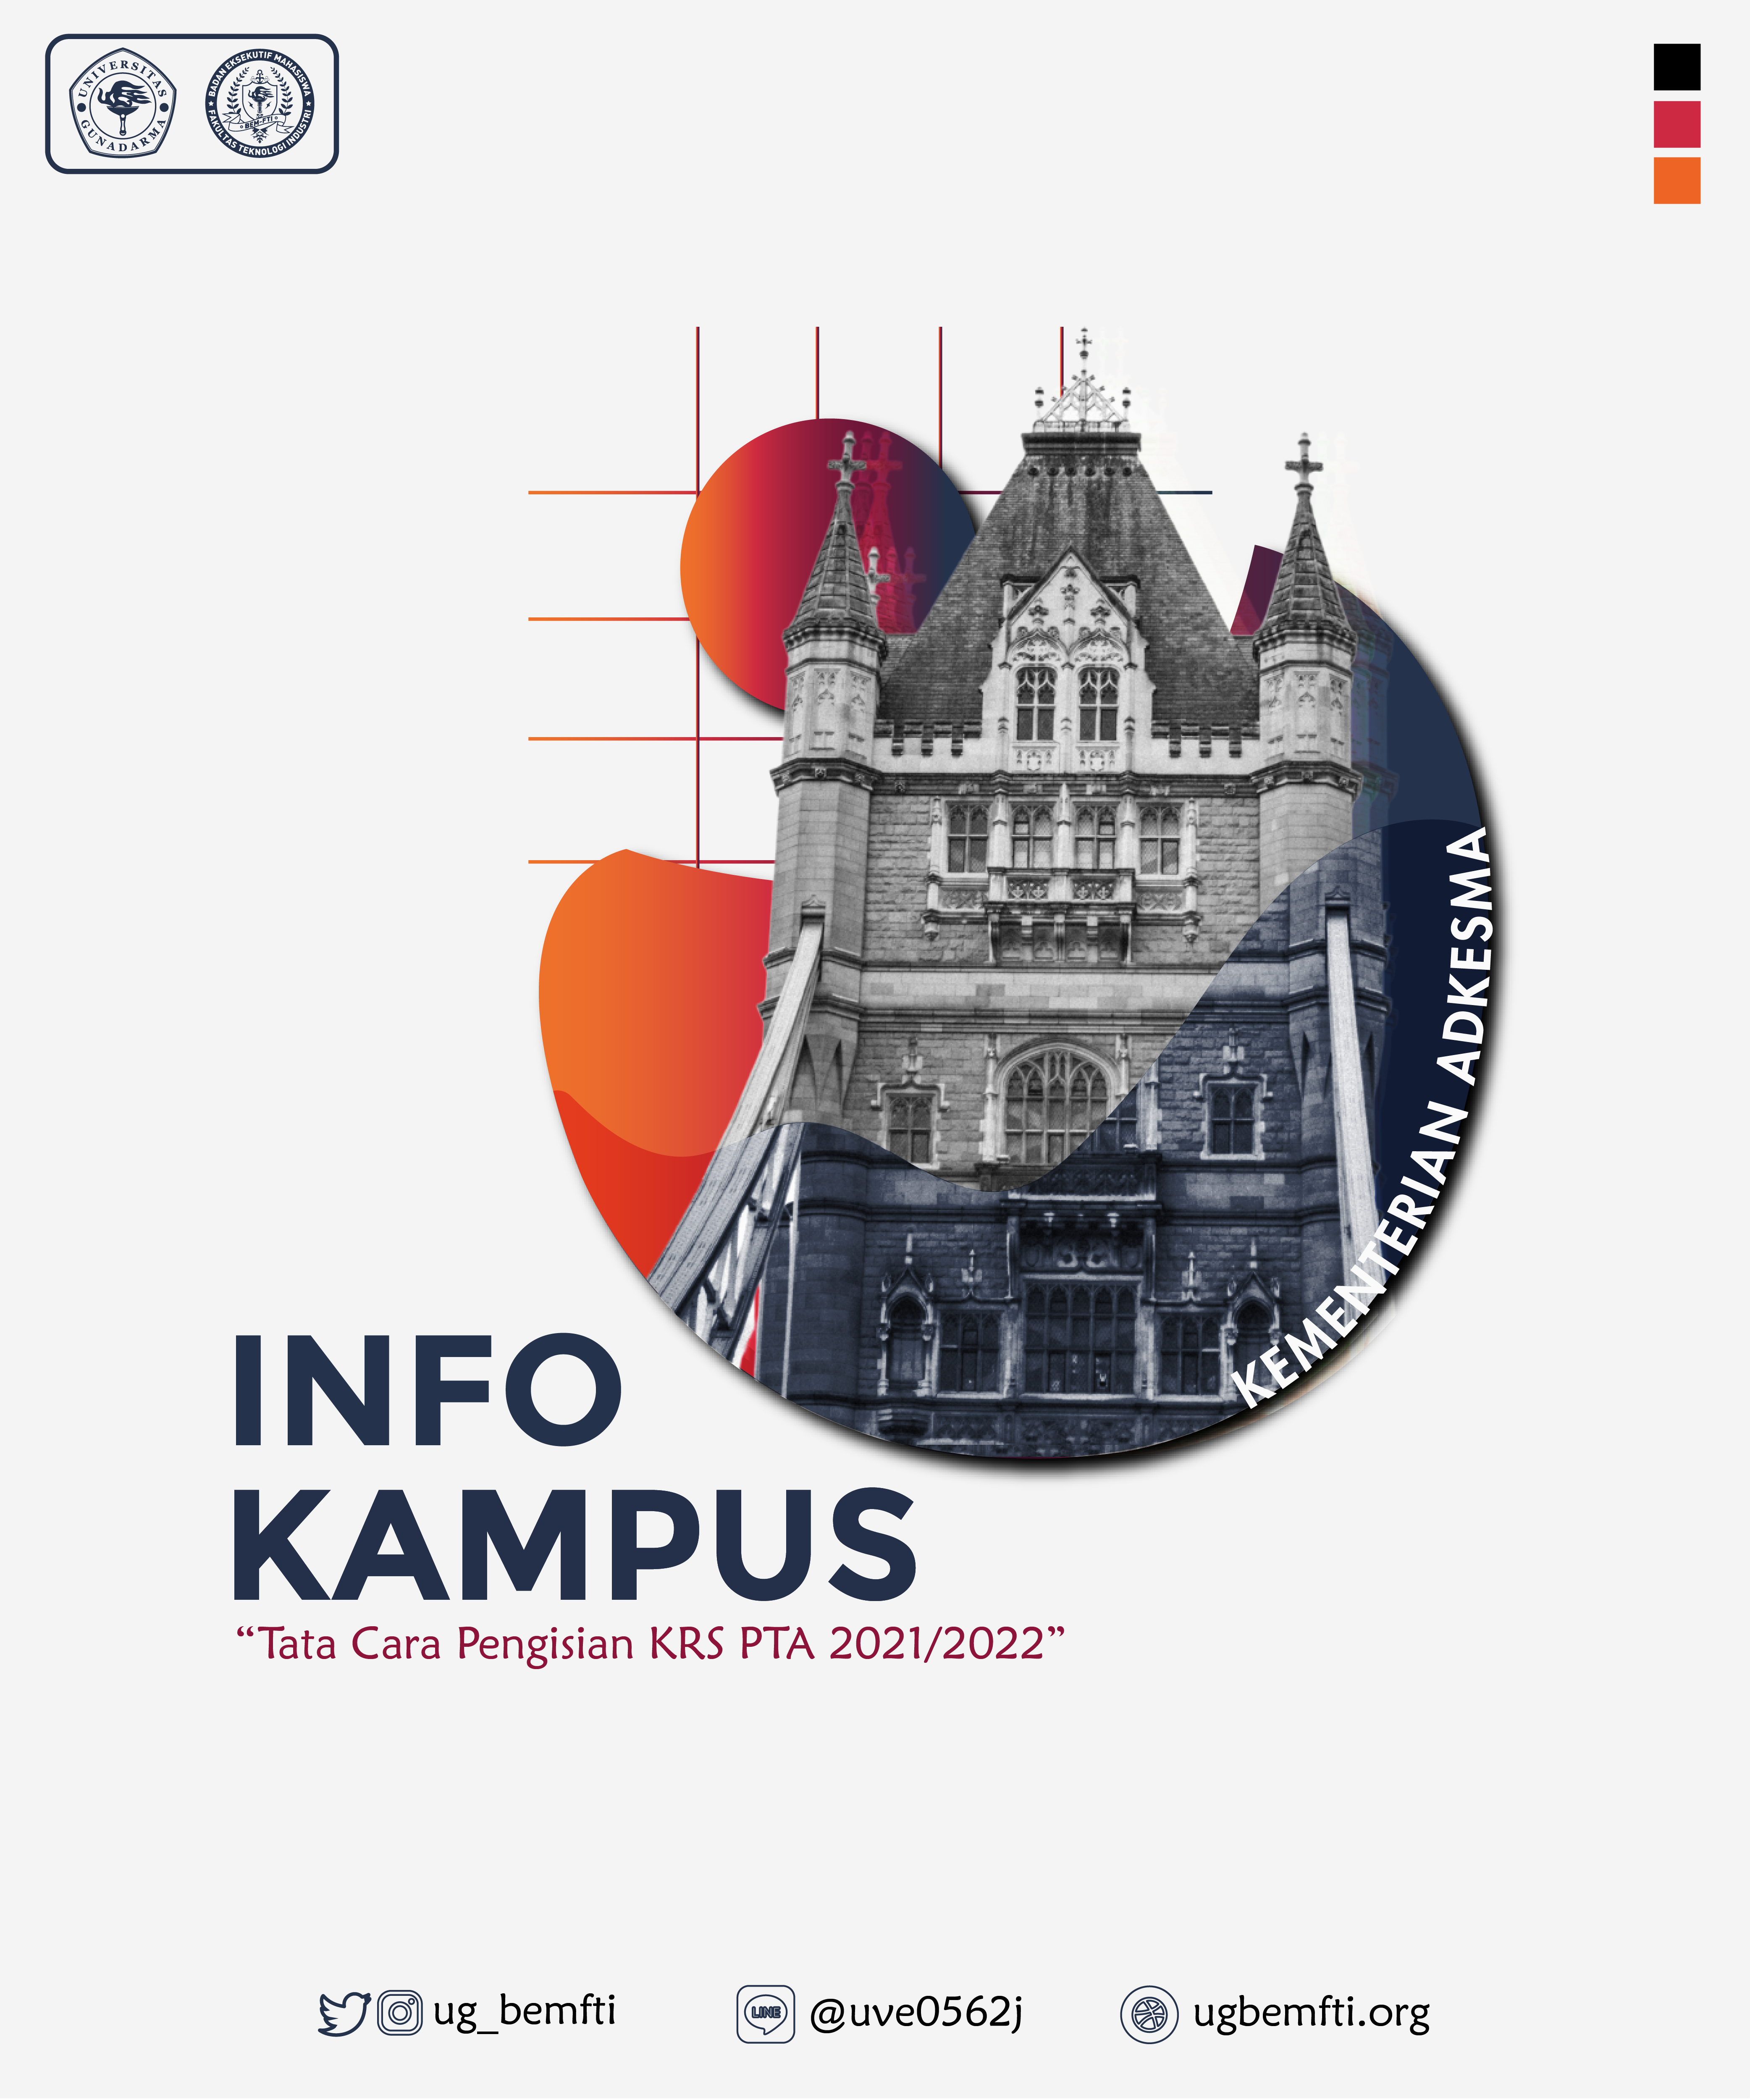 UNIVERSITAS
GUNADARMA
BADAN EKSEKUTIF MAHASISWA
BEM-FTI
FAKULTAS TEKNOLOGI INDUSTRI
KEMENTERIAN ADKESMA
INFO
KAMPUS
“Tata Cara Pengisian KRS PTA 2021/2022”
ug_bemfti
LINE
@uve0562j
ugbemfti.org